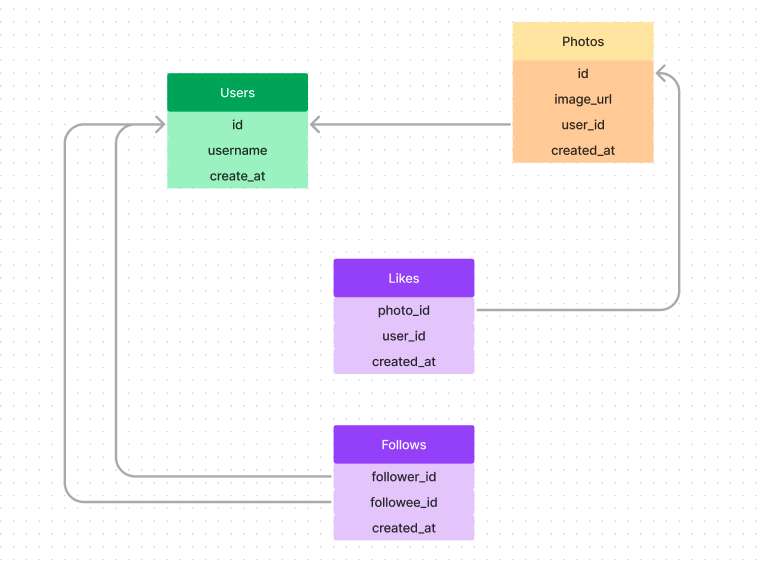 Users
id
username
create_at
Photos
id
image_url
user_id
created_at
Likes
photo_id
user_id
created_at
Follows
follower_id
followee_id
created_at